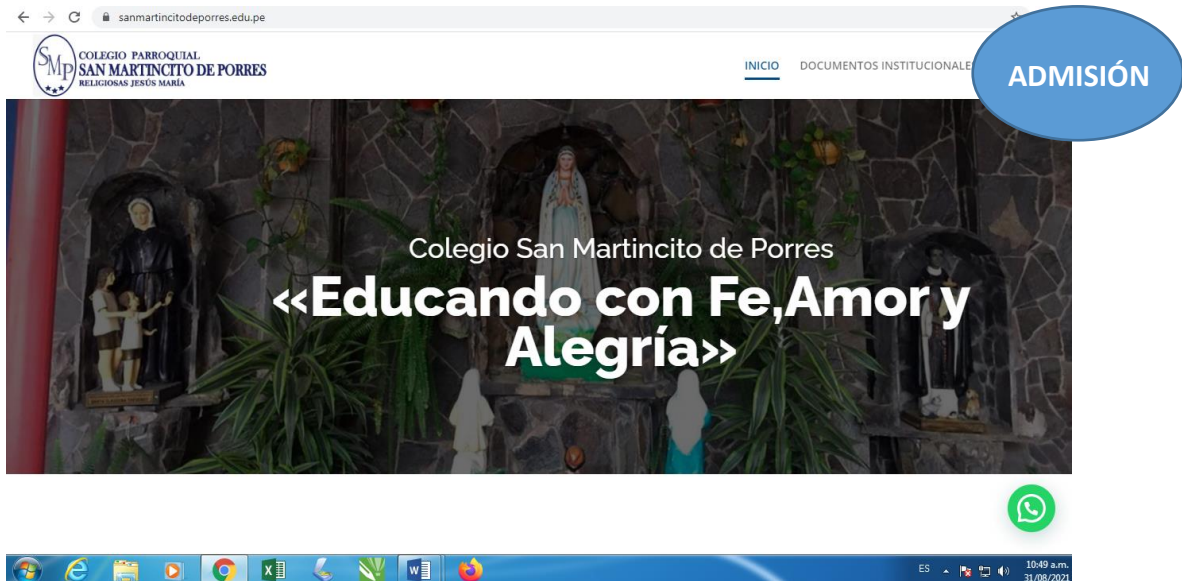 sanmartincitodeporres.edu.pe
SMP
COLEGIO PARROQUIAL
SAN MARTINCITO DE PORRES
RELIGIOSAS JESÚS MARÍA
INICIO DOCUMENTOS INSTITUCIONALES
ADMISIÓN
Colegio San Martincito de Porres
«Educando con Fe,Amor y
Alegría»
ES
10:49 a.m.
31/08/2021